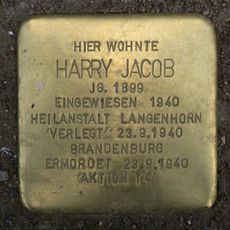 HIER WOHNTE
HARRY JACOB
JG. 1899
EINGEWIESEN 1940
HEILANSTALT LANGENHORN
'VERLEGT' 23.9.1940
BRANDENBURG
ERMORDET 23.9.1940
'AKTION T4'